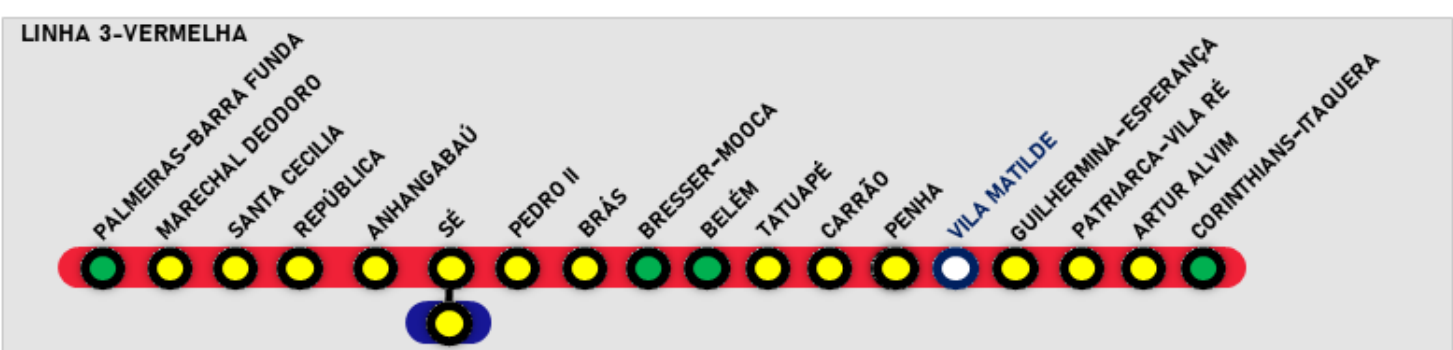 LINHA 3-VERMELHA
PALMEIRAS-BARRA FUNDA
MARECHAL DEODORO
SANTA CECILIA
REPÚBLICA
ANHANGABAÚ
SÉ
PEDRO II
BRÁS
BRESSER-MOOCA
BELÉM
TATUAPÉ
CARRÃO
PENHA
VILA MATILDE
GUILHERMINA-ESPERANÇA
PATRIARCA-VILA RÉ
ARTUR ALVIM
CORINTHIANS-ITAQUERA